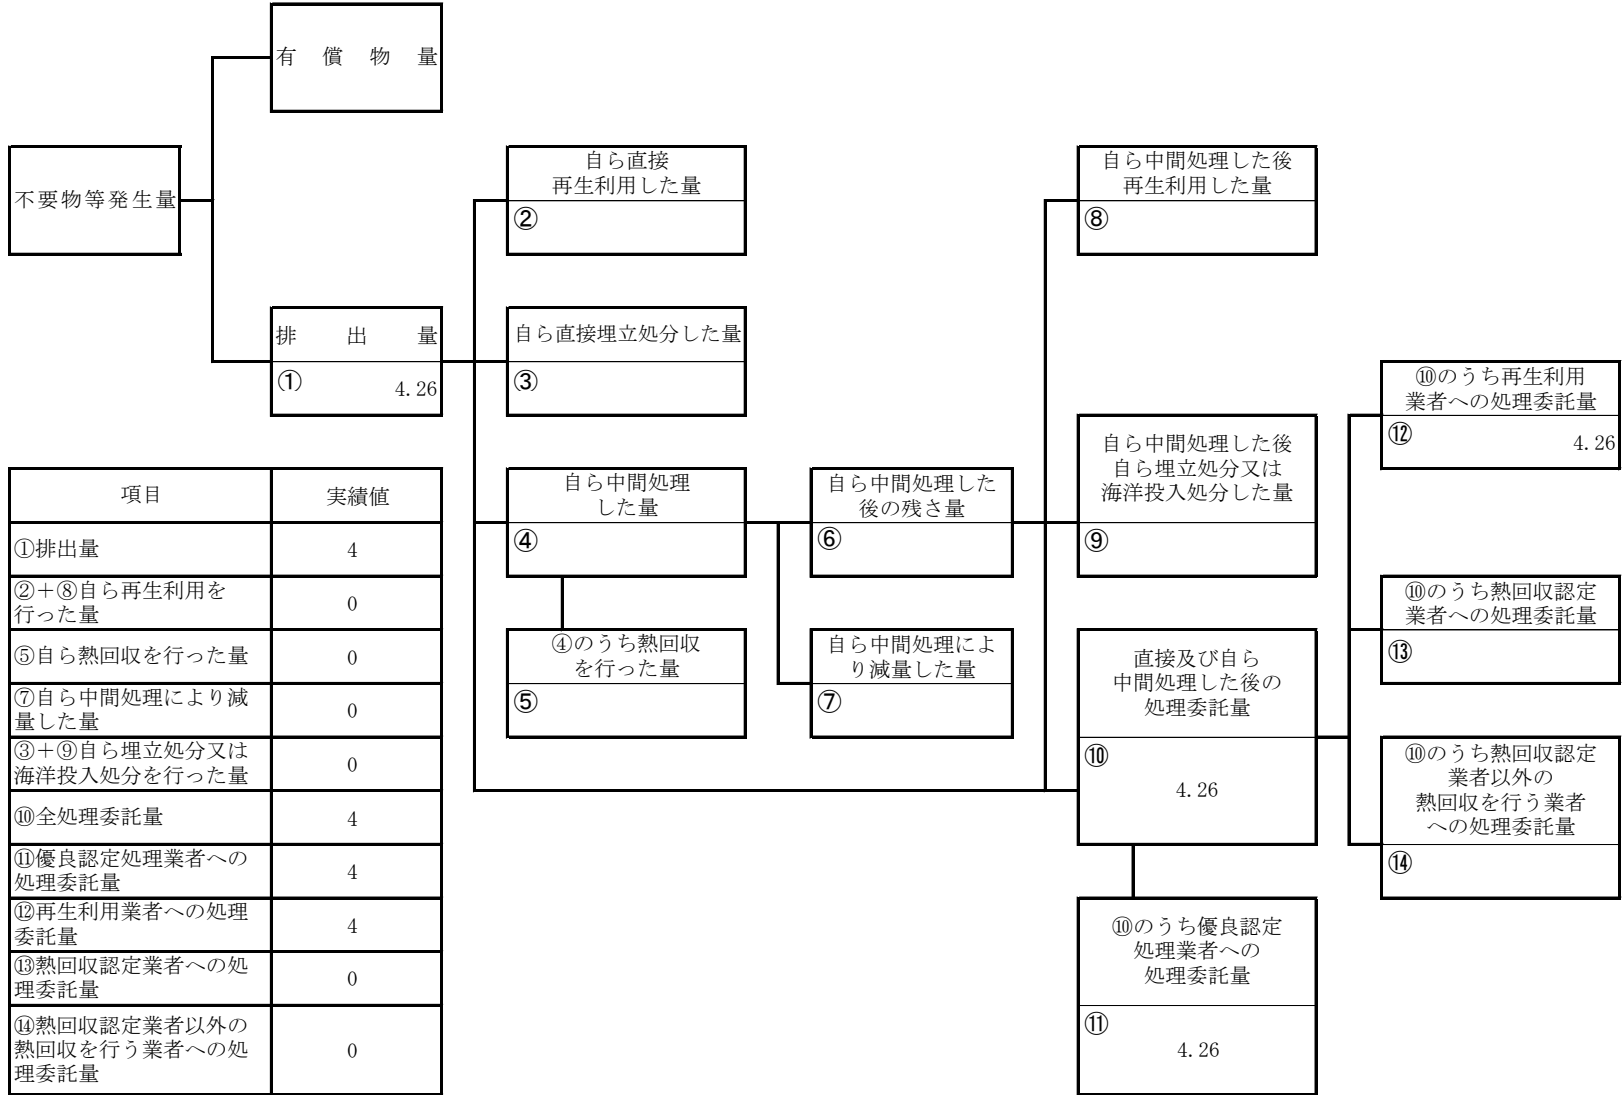 有償物量
不要物等発生量
排出量
①
4.26
自ら直接
再生利用した量
②
自ら直接埋立処分した量
③
自ら中間処理
した量
④
④のうち熱回収
を行った量
⑤
自ら中間処理した
後の残さ量
⑥
自ら中間処理によ
り減量した量
⑦
自ら中間処理した後
再生利用した量
⑧
自ら中間処理した後
自ら埋立処分又は
海洋投入処分した量
⑨
直接及び自ら
中間処理した後の
処理委託量
⑩
4.26
⑩のうち優良認定
処理業者への
処理委託量
⑪
4.26
⑩のうち再生利用
業者への処理委託量
⑫
4.26
⑩のうち熱回収認定
業者への処理委託量
⑬
⑩のうち熱回収認定
業者以外の
熱回収を行う業者
への処理委託量
⑭
項目 実績値
①排出量 4
②+⑧自ら再生利用を
行った量 0
⑤自ら熱回収を行った量 0
⑦自ら中間処理により減
量した量 0
③+⑨自ら埋立処分又は
海洋投入処分を行った量 0
⑩全処理委託量 4
⑪優良認定処理業者への
処理委託量 4
⑫再生利用業者への処理
委託量 4
⑬熱回収認定業者への処
理委託量 0
⑭熱回収認定業者以外の
熱回収を行う業者への処
理委託量 0